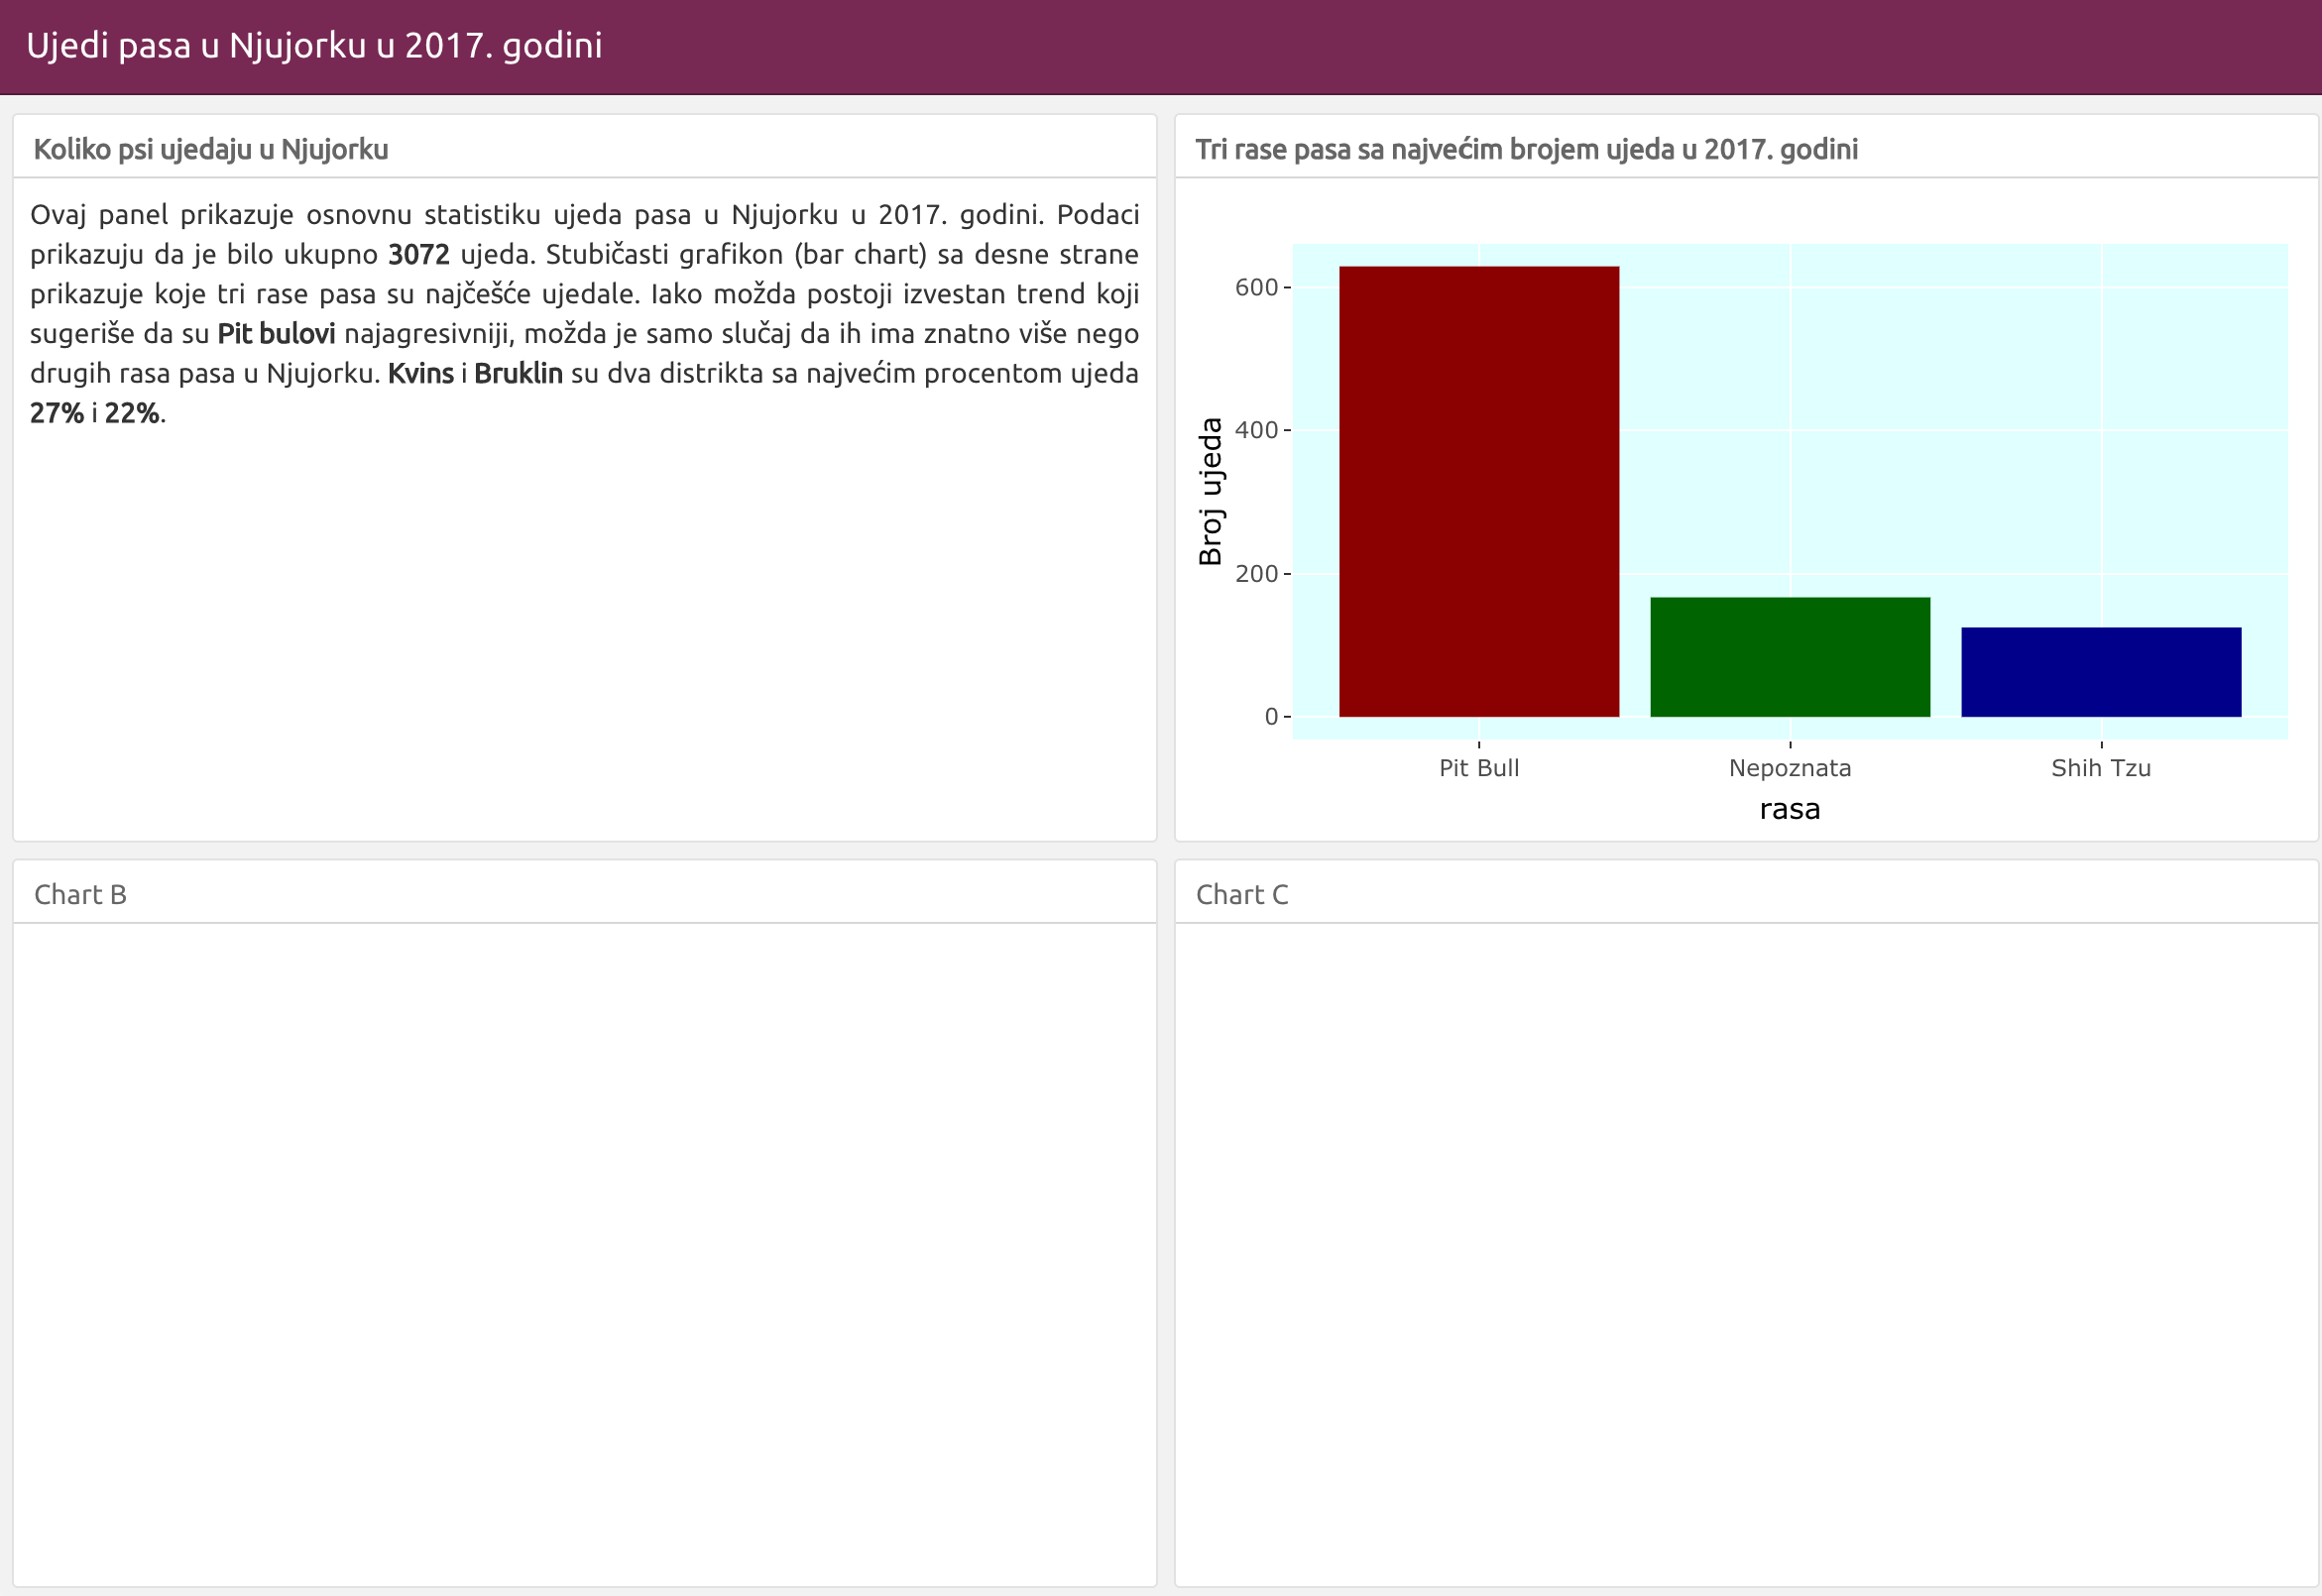 Ujedi pasa u Njujorku u 2017. godini
Koliko psi ujedaju u Njujorku
Ovaj panel prikazuje osnovnu statistiku ujeda pasa u Njujorku u 2017. godini. Podaci
prikazuju da je bilo ukupno 3072 ujeda. Stubičasti grafikon (bar chart) sa desne strane
prikazuje koje tri rase pasa su najčešće ujedale. Iako možda postoji izvestan trend koji
sugeriše da su Pit bulovi najagresivniji, možda je samo slučaj da ih ima znatno više nego
drugih rasa pasa u Njujorku. Kvins i Bruklin su dva distrikta sa najvećim procentom ujeda
27% i 22%.
Tri rase pasa sa najvećim brojem ujeda u 2017. godini
Broj ujeda
600
400
200
0
Pit Bull Nepoznata Shih Tzu
rasa
Chart B
Chart C